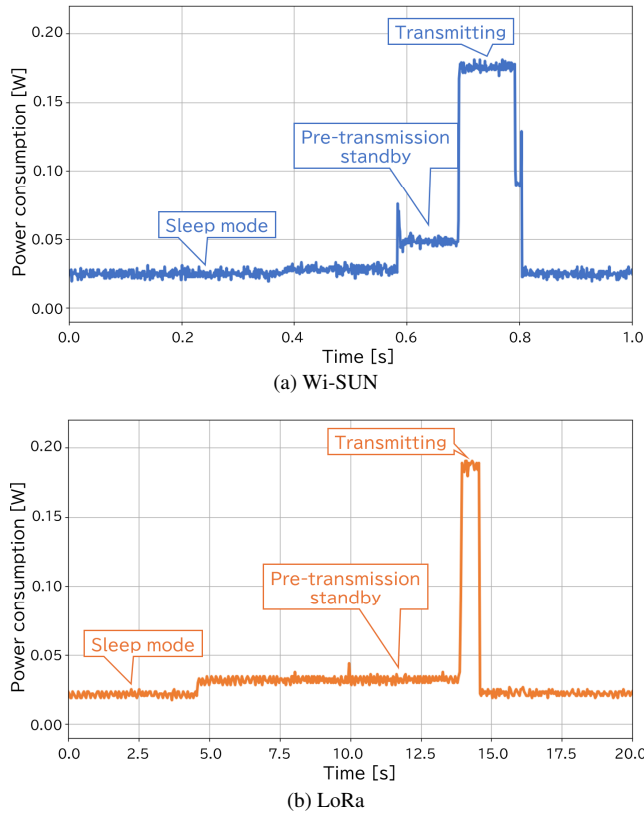 0.20
0.15
0.10
0.05
0.00
Power consumption [W]
Transmitting
Pre-transmission
standby
Sleep mode
0.0 0.2 0.4 0.6 0.8 1.0
Time [s]
(a) Wi-SUN
0.20
0.15
0.10
0.05
0.00
Power consumption [W]
Transmitting
Pre-transmission
standby
Sleep mode
0.0 2.5 5.0 7.5 10.0 12.5 15.0 17.5 20.0
Time [s]
(b) LoRa